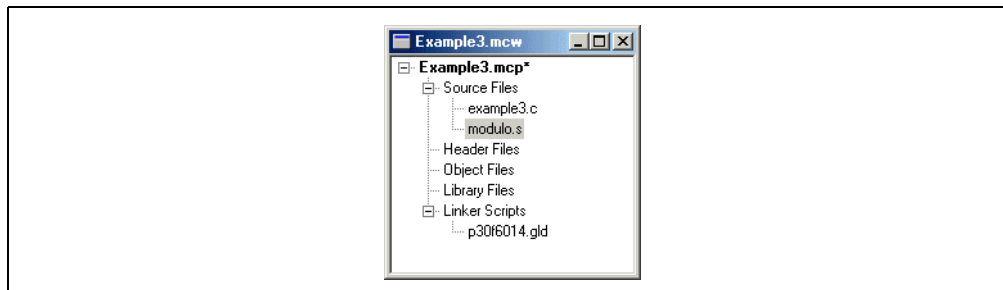 Example3.mcw
Example3.mcp*
Source Files
example3.c
modulo.s
Header Files
Object Files
Library Files
Linker Scripts
p30f6014.gld